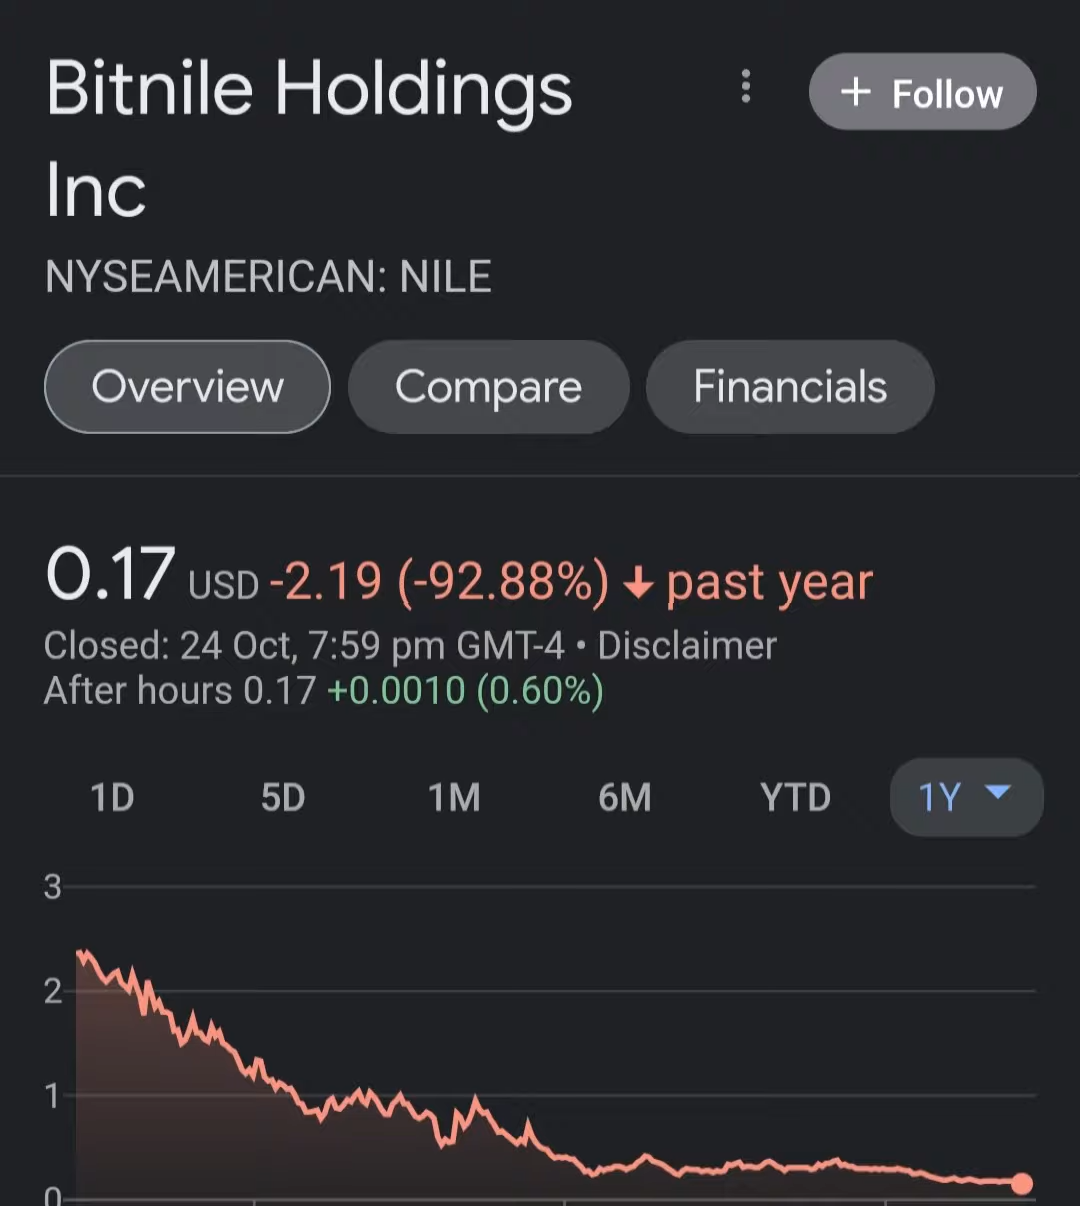 Bitnile Holdings
Inc
+ Follow
NYSEAMERICAN: NILE
Overview Compare Financials
0.17 USD -2.19 (-92.88%) ↓ past year
Closed: 24 Oct, 7:59 pm GMT-4 • Disclaimer
After hours 0.17 +0.0010 (0.60%)
1D 5D 1M 6M YTD 1Y
3
2
1
0